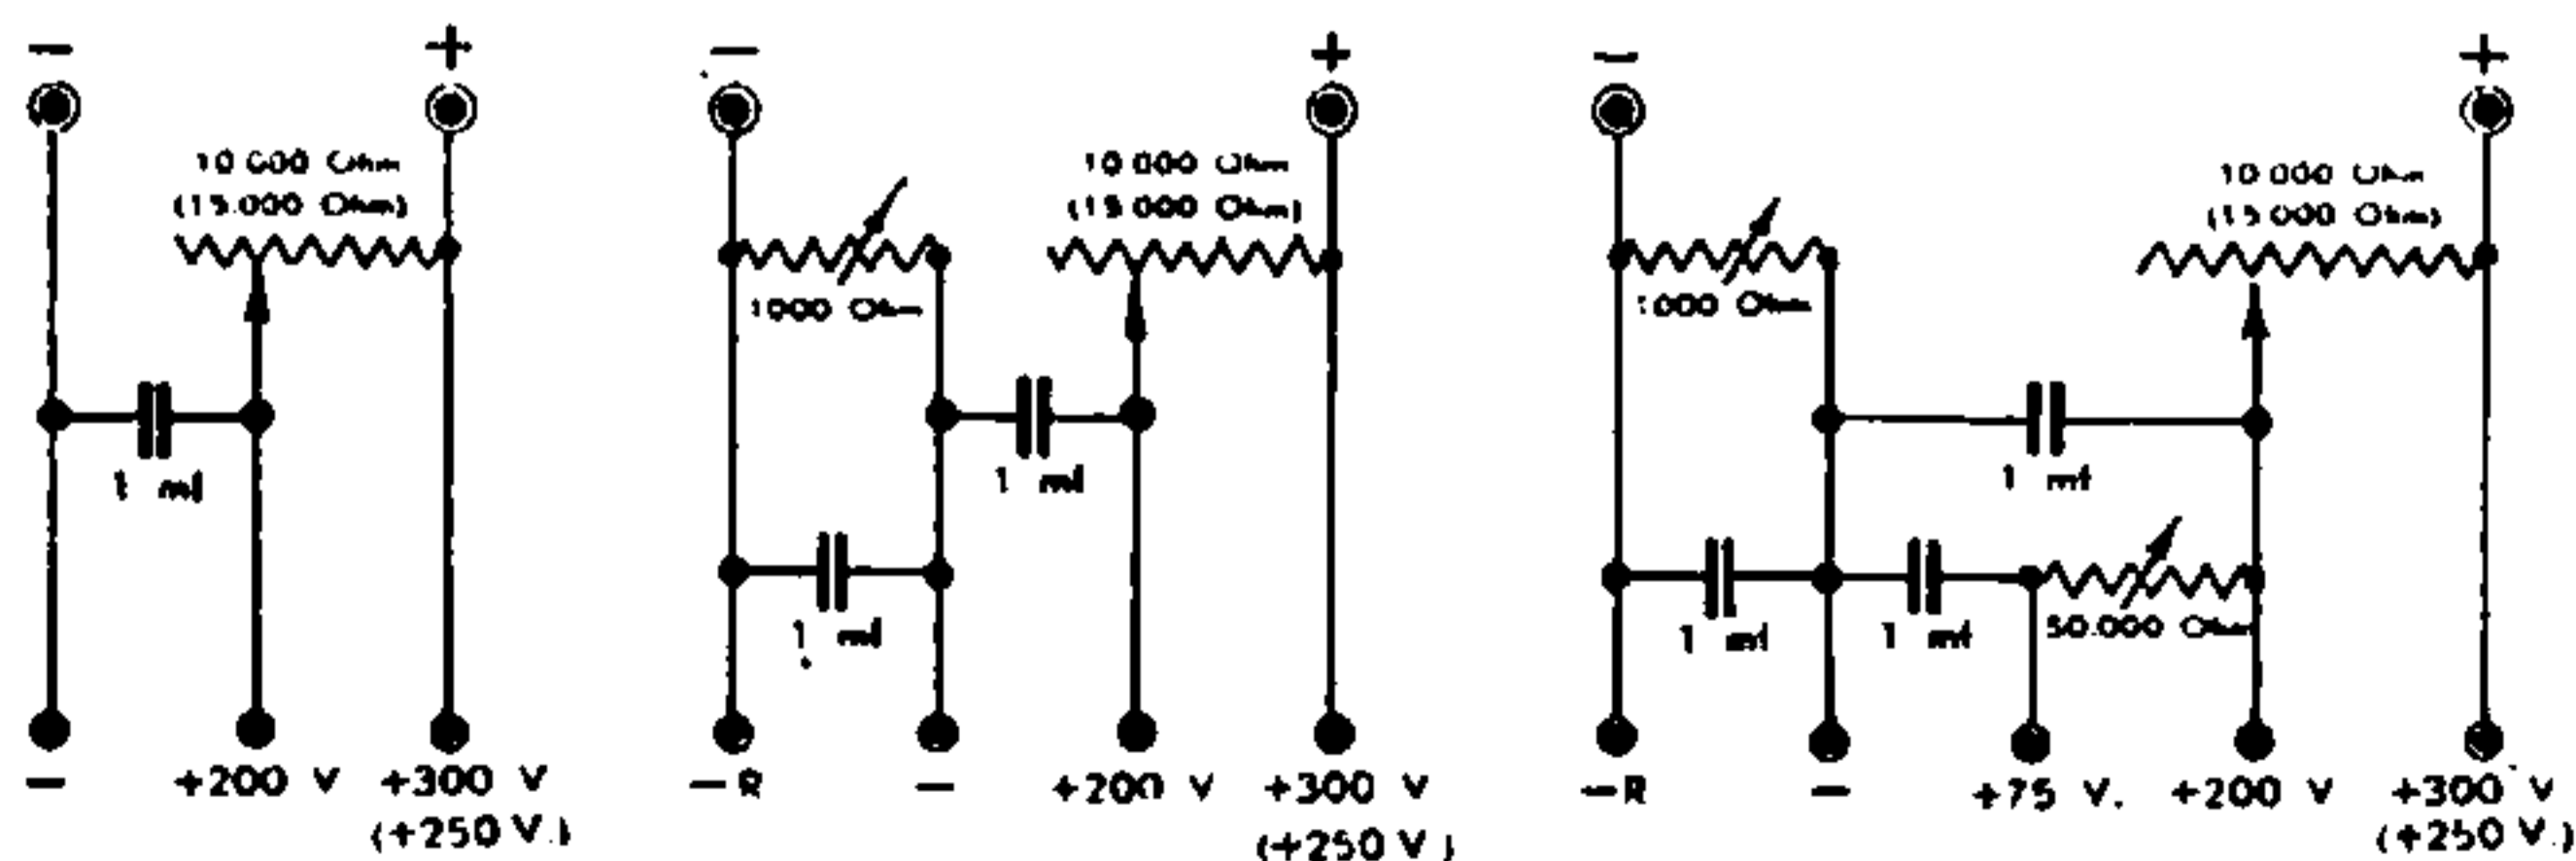 − +
10 000 Ohm
(15.000 Ohm)
1 mf
− +200 V +300 V
(+250 V.)
− +
10 000 Ohm
(15 000 Ohm)
1000 Ohm
1 mf
1 mf
−R − +200 V +300 V
(+250 V)
− +
10 000 Ohm
(15 000 Ohm)
1000 Ohm
1 mf
1 mf 1 mf 50.000 Ohm
−R − +75 V. +200 V +300 V
(+250 V.)